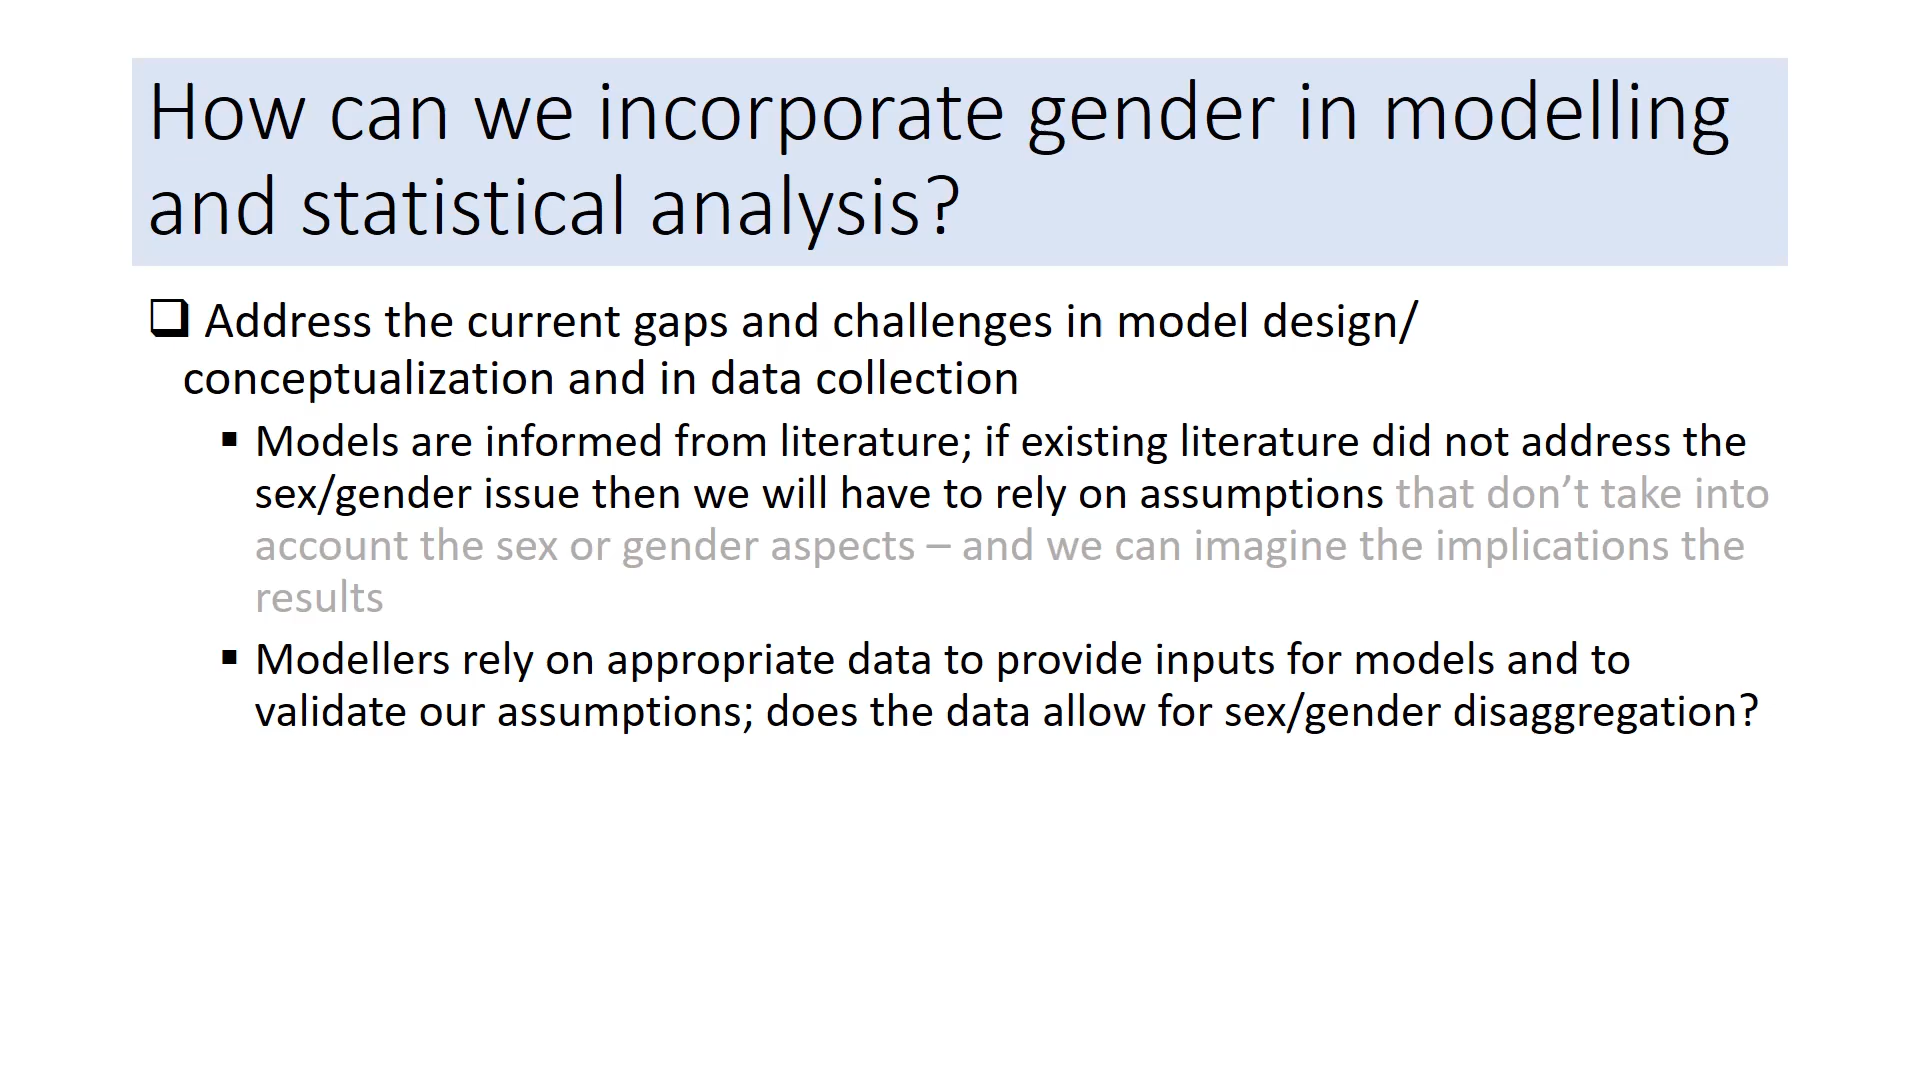 How can we incorporate gender in modelling
and statistical analysis?
❑ Address the current gaps and challenges in model design/
conceptualization and in data collection
▪ Models are informed from literature; if existing literature did not address the
sex/gender issue then we will have to rely on assumptions that don’t take into
account the sex or gender aspects – and we can imagine the implications the
results
▪ Modellers rely on appropriate data to provide inputs for models and to
validate our assumptions; does the data allow for sex/gender disaggregation?